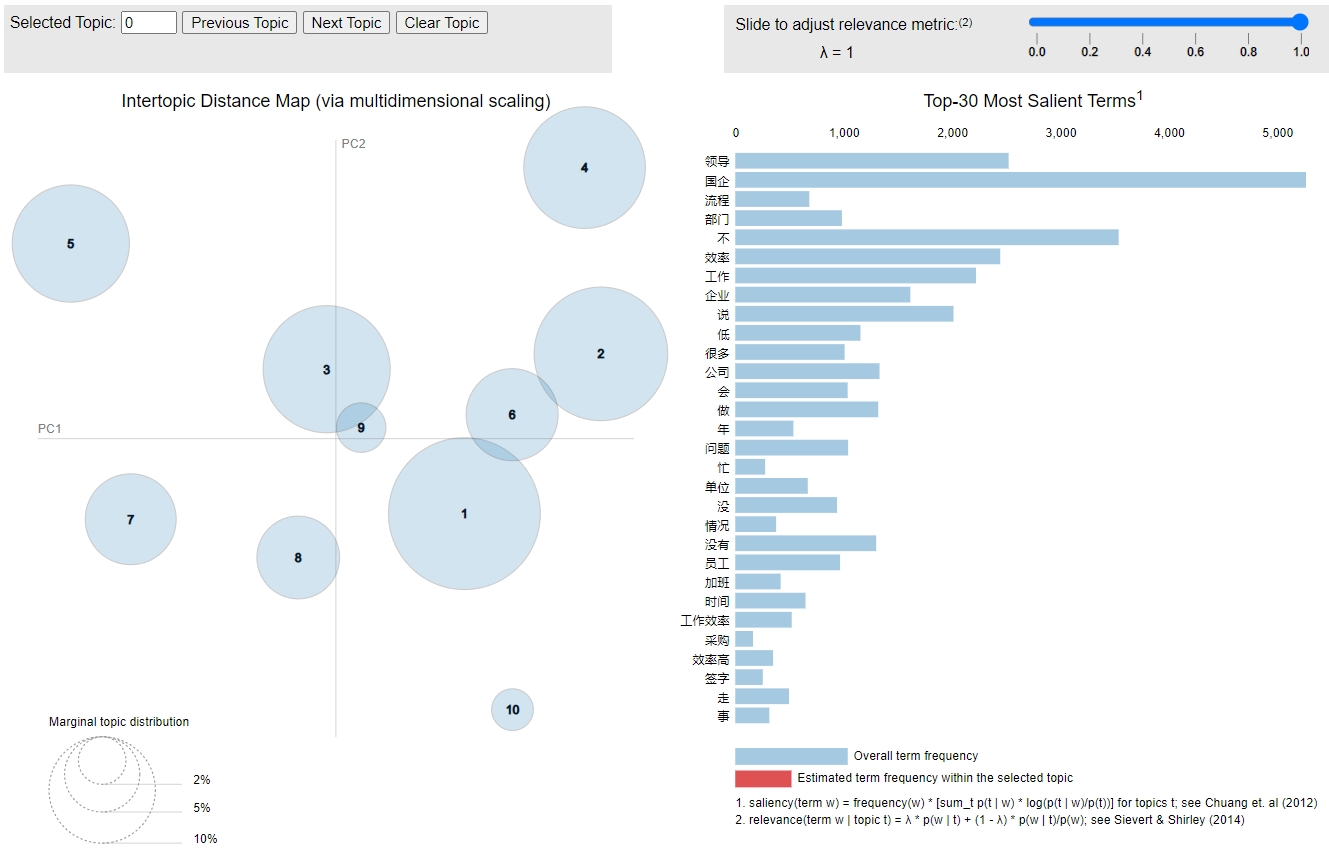 Selected Topic: 0 Previous Topic Next Topic Clear Topic
Slide to adjust relevance metric:(2)
λ = 1
0.0 0.2 0.4 0.6 0.8 1.0
Intertopic Distance Map (via multidimensional scaling)
PC2
PC1
4
5
2
3
6
9
1
7
8
10
Marginal topic distribution
2%
5%
10%
Top-30 Most Salient Terms1
0 1,000 2,000 3,000 4,000 5,000
领导
国企
流程
部门
不
效率
工作
企业
说
低
很多
公司
会
做
年
问题
忙
单位
没
情况
没有
员工
加班
时间
工作效率
采购
效率高
签字
走
事
Overall term frequency
Estimated term frequency within the selected topic
1. saliency(term w) = frequency(w) * [sum_t p(t | w) * log(p(t | w)/p(t))] for topics t; see Chuang et. al (2012)
2. relevance(term w | topic t) = λ * p(w | t) + (1 - λ) * p(w | t)/p(w); see Sievert & Shirley (2014)